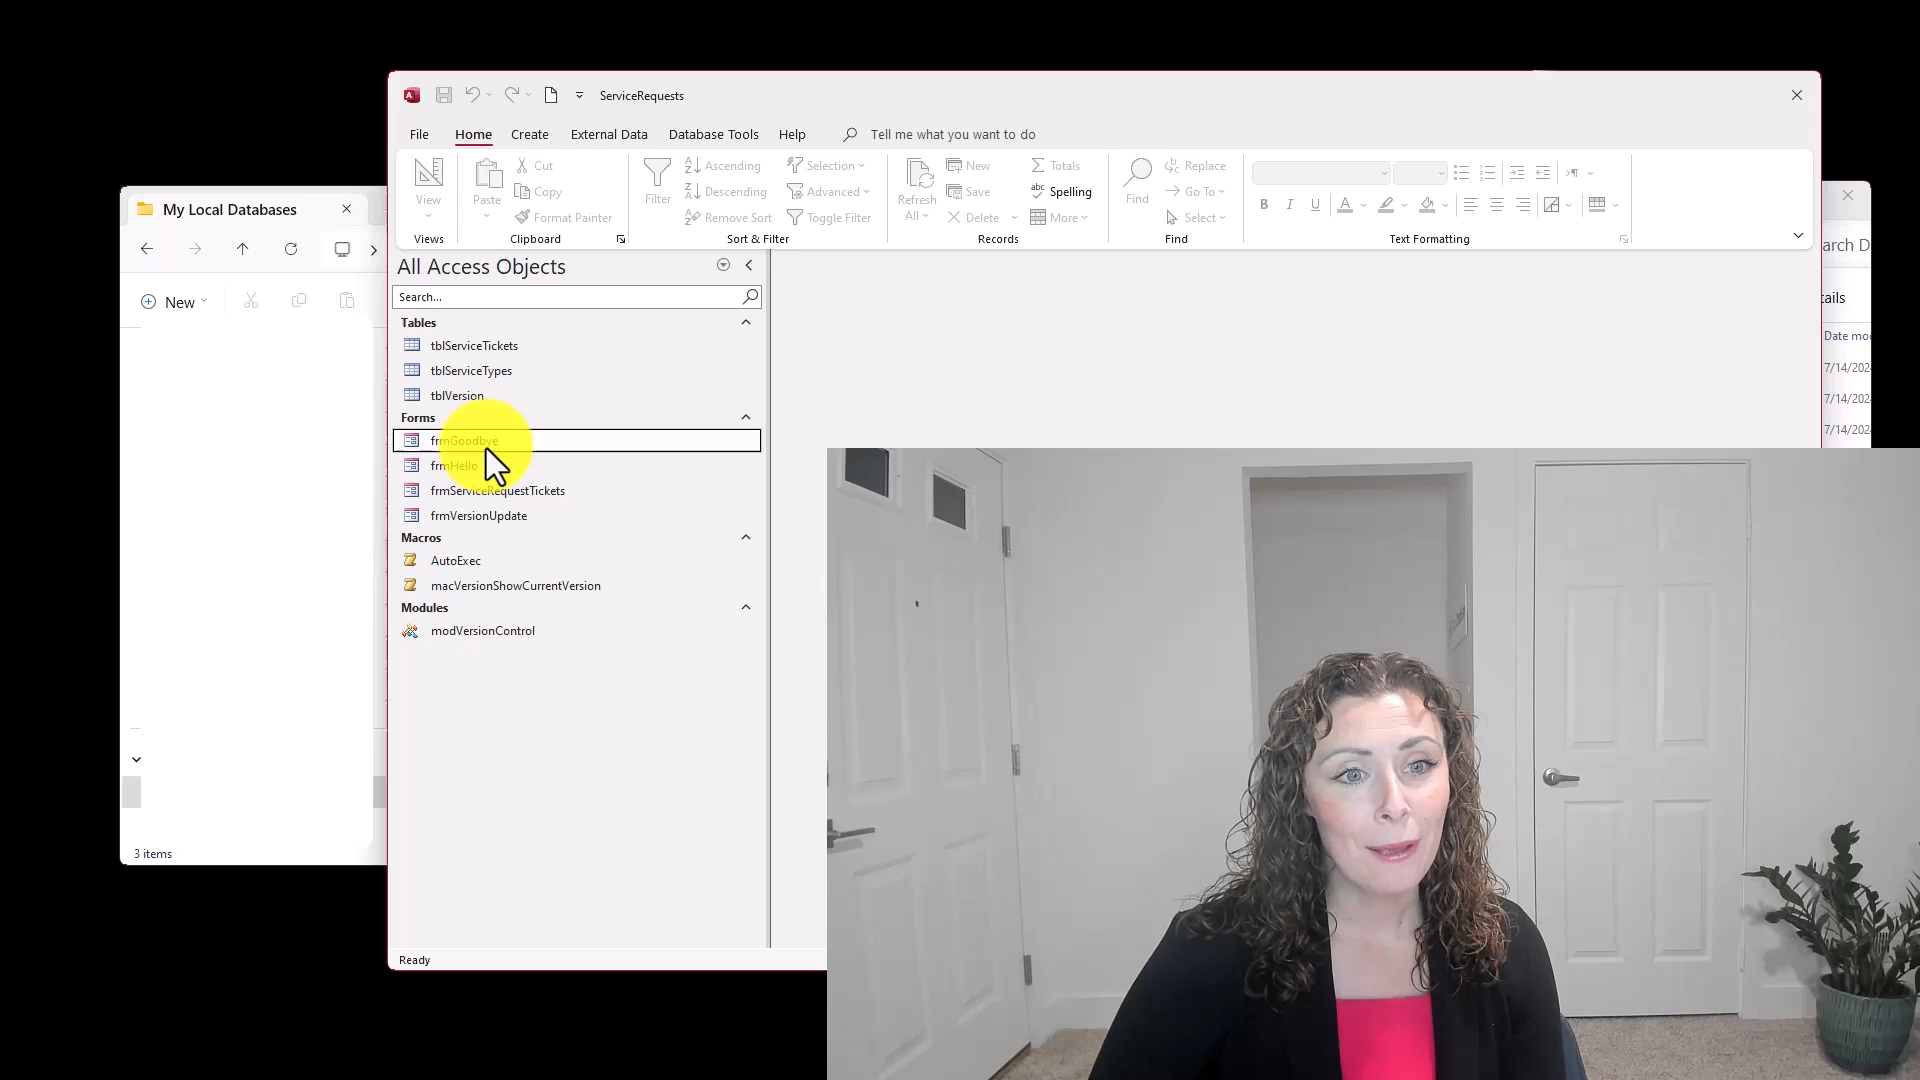 ServiceRequests
File Home Create External Data Database Tools Help Tell me what you want to do
View
Paste
Cut
Copy
Format Painter
Filter
Ascending
Descending
Remove Sort
Selection
Advanced
Toggle Filter
Refresh
All
New
Save
Delete
Totals
Spelling
More
Find
Replace
Go To
Select
B I U A
Views Clipboard Sort & Filter Records Find Text Formatting
My Local Databases
New
3 items
All Access Objects
Search...
Tables
tblServiceTickets
tblServiceTypes
tblVersion
Forms
frmGoodbye
frmHello
frmServiceRequestTickets
frmVersionUpdate
Macros
AutoExec
macVersionShowCurrentVersion
Modules
modVersionControl
Ready
arch D
tails
Date mo
7/14/202
7/14/202
7/14/202